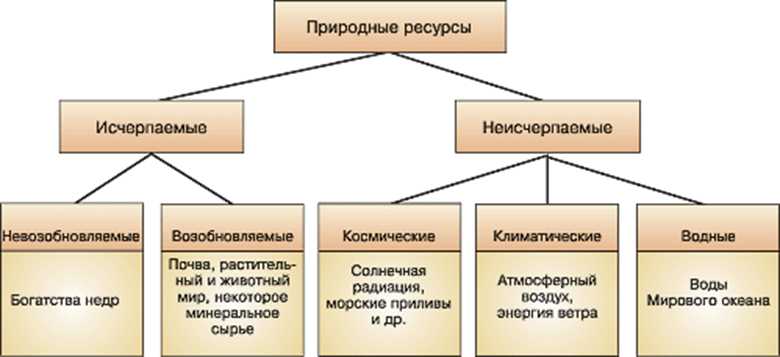 Природные ресурсы
Исчерпаемые
Неисчерпаемые
Невозобновляемые
Возобновляемые
Космические
Климатические
Водные
Богатства недр
Почва, раститель-
ный и животный
мир, некоторое
минеральное
сырье
Солнечная
радиация,
морские приливы
и др.
Атмосферный
воздух,
энергия ветра
Воды
Мирового океана